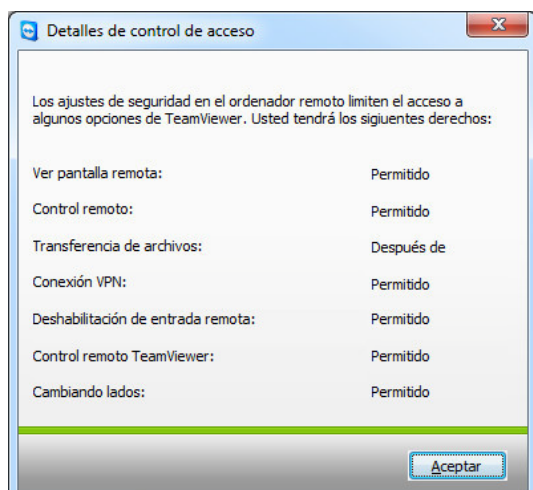 Detalles de control de acceso
Los ajustes de seguridad en el ordenador remoto limiten el acceso a
algunos opciones de TeamViewer. Usted tendrá los sigiuentes derechos:
Ver pantalla remota: Permitido
Control remoto: Permitido
Transferencia de archivos: Después de
Conexión VPN: Permitido
Deshabilitación de entrada remota: Permitido
Control remoto TeamViewer: Permitido
Cambiando lados: Permitido
Aceptar